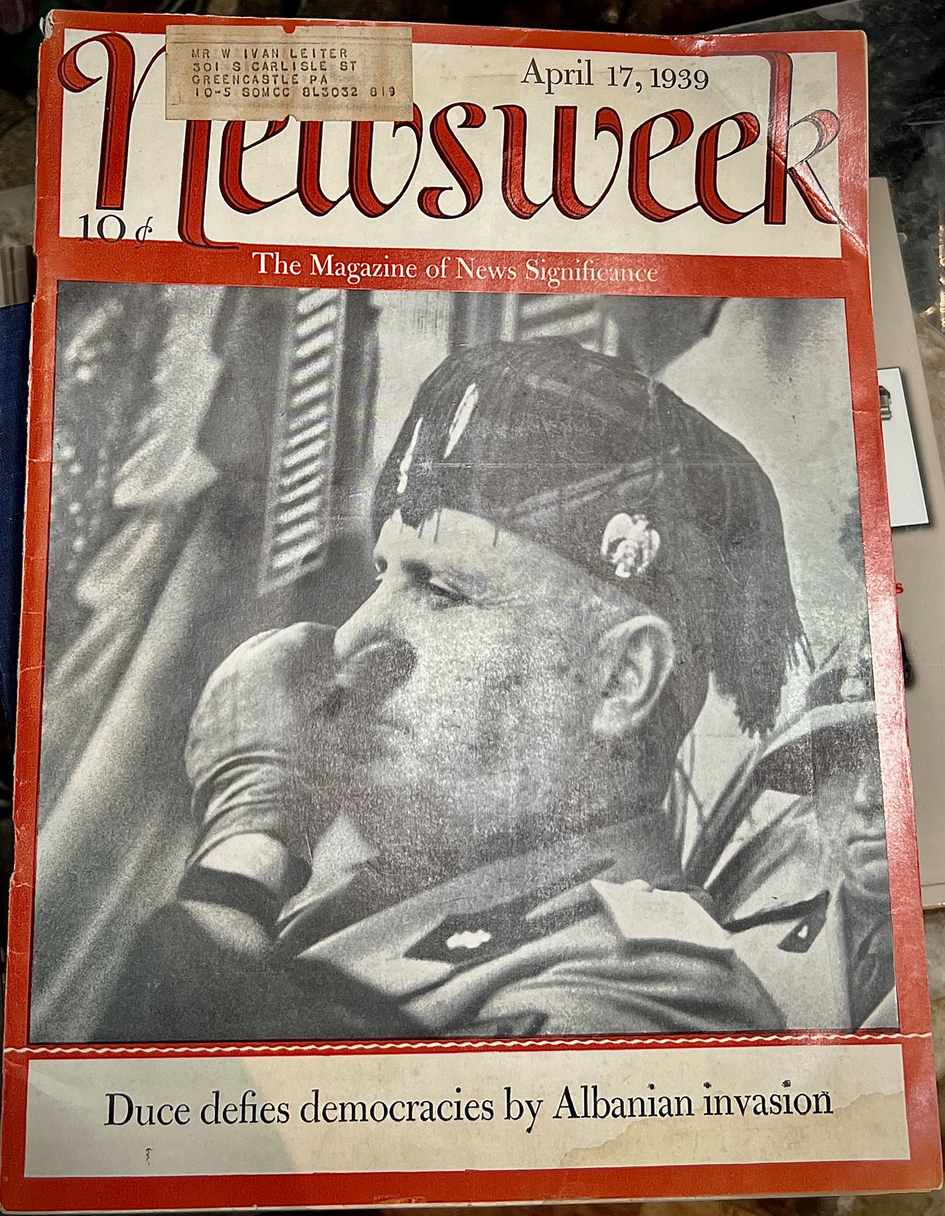 MR W IVAN LEITER
301 S CARLISLE ST
GREENCASTLE PA
10-5 SOMCC 8L3032 819
April 17, 1939
Newsweek
10¢
The Magazine of News Significance
Duce defies democracies by Albanian invasion